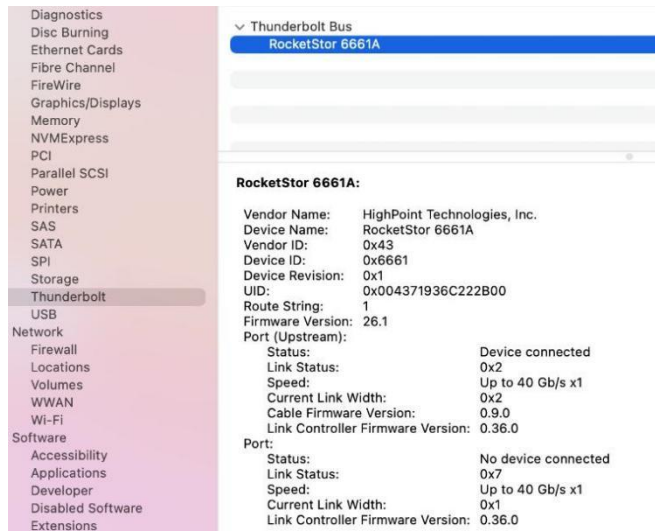 Diagnostics
Disc Burning
Ethernet Cards
Fibre Channel
FireWire
Graphics/Displays
Memory
NVMExpress
PCI
Parallel SCSI
Power
Printers
SAS
SATA
SPI
Storage
Thunderbolt
USB
Network
Firewall
Locations
Volumes
WWAN
Wi-Fi
Software
Accessibility
Applications
Developer
Disabled Software
Extensions
Thunderbolt Bus
RocketStor 6661A
RocketStor 6661A:
Vendor Name: HighPoint Technologies, Inc.
Device Name: RocketStor 6661A
Vendor ID: 0x43
Device ID: 0x6661
Device Revision: 0x1
UID: 0x004371936C222B00
Route String: 1
Firmware Version: 26.1
Port (Upstream):
Status: Device connected
Link Status: 0x2
Speed: Up to 40 Gb/s x1
Current Link Width: 0x2
Cable Firmware Version: 0.9.0
Link Controller Firmware Version: 0.36.0
Port:
Status: No device connected
Link Status: 0x7
Speed: Up to 40 Gb/s x1
Current Link Width: 0x1
Link Controller Firmware Version: 0.36.0